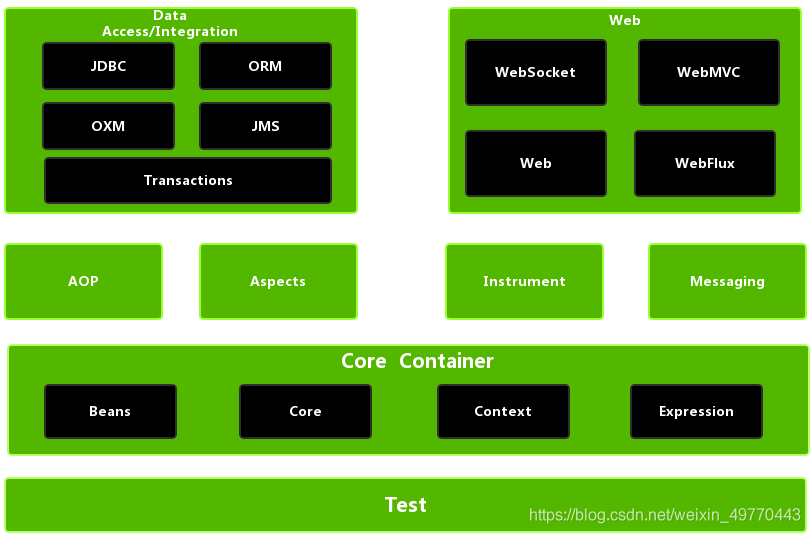 Data
Access/Integration
JDBC
ORM
OXM
JMS
Transactions
Web
WebSocket
WebMVC
Web
WebFlux
AOP
Aspects
Instrument
Messaging
Core Container
Beans
Core
Context
Expression
Test
https://blog.csdn.net/weixin_49770443